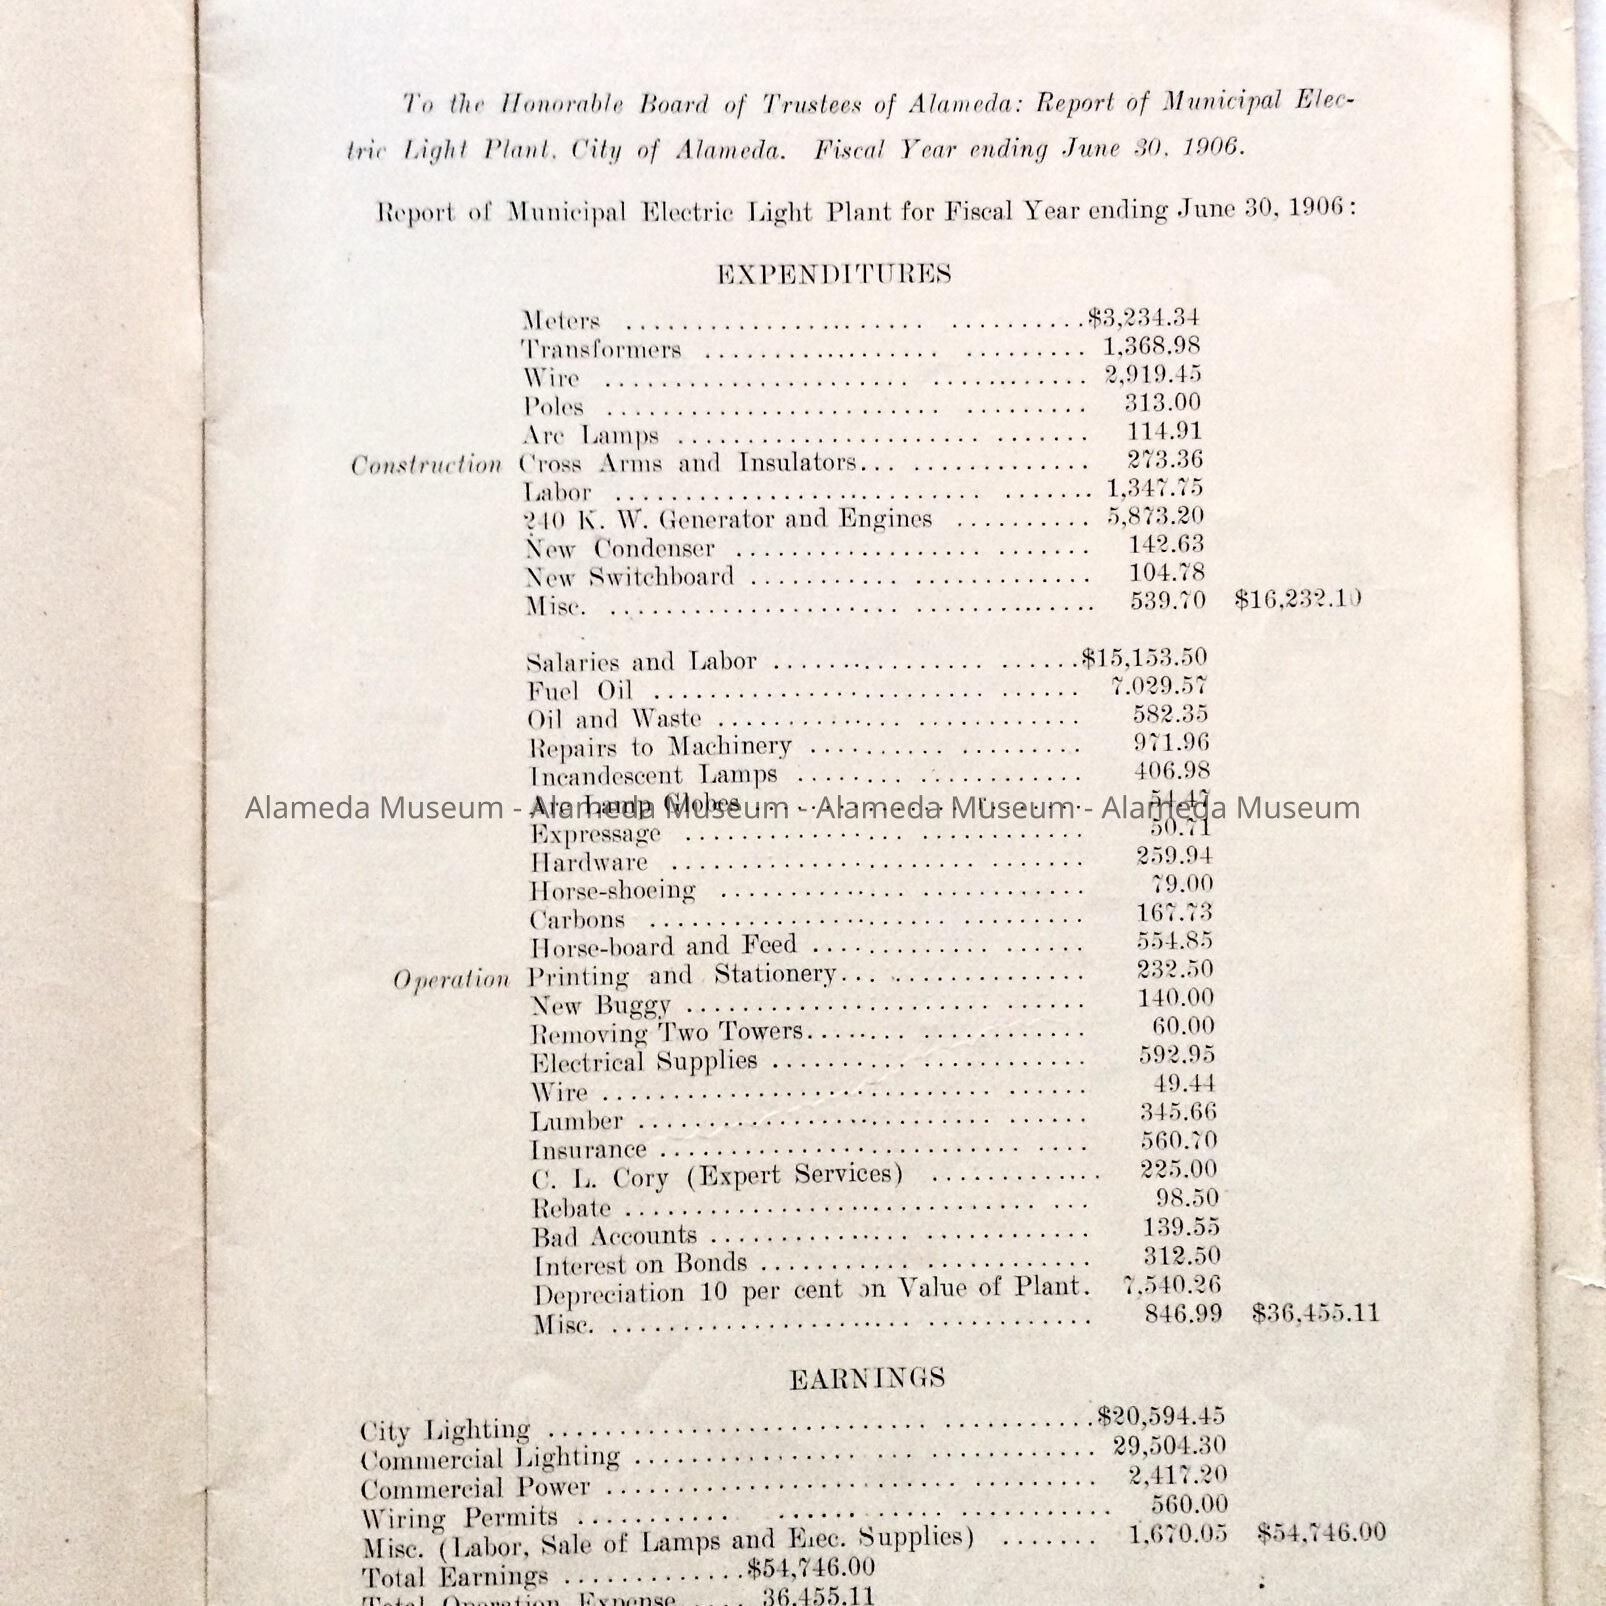 To the Honorable Board of Trustees of Alameda: Report of Municipal Elec-
tric Light Plant, City of Alameda. Fiscal Year ending June 30, 1906.
Report of Municipal Electric Light Plant for Fiscal Year ending June 30, 1906:
EXPENDITURES
Meters $3,234.34
Transformers 1,368.98
Wire 2,919.45
Poles 313.00
Arc Lamps 114.91
Construction Cross Arms and Insulators 273.36
Labor 1,347.75
240 K. W. Generator and Engines 5,873.20
New Condenser 142.63
New Switchboard 104.78
Misc. 539.70 $16,232.10
Salaries and Labor $15,153.50
Fuel Oil 7.029.57
Oil and Waste 582.35
Repairs to Machinery 971.96
Incandescent Lamps 406.98
Arc Lamp Globes 54.47
Alameda Museum - Alameda Museum - Alameda Museum - Alameda Museum
Expressage 50.71
Hardware 259.94
Horse-shoeing 79.00
Carbons 167.73
Horse-board and Feed 554.85
Operation Printing and Stationery 232.50
New Buggy 140.00
Removing Two Towers 60.00
Electrical Supplies 592.95
Wire 49.44
Lumber 345.66
Insurance 560.70
C. L. Cory (Expert Services) 225.00
Rebate 98.50
Bad Accounts 139.55
Interest on Bonds 312.50
Depreciation 10 per cent on Value of Plant. 7,540.26
Misc. 846.99 $36,455.11
EARNINGS
City Lighting $20,594.45
Commercial Lighting 29,504.30
Commercial Power 2,417.20
Wiring Permits 560.00
Misc. (Labor, Sale of Lamps and Elec. Supplies) 1,670.05 $54,746.00
Total Earnings $54,746.00
Total Operation Expense 36,455.11